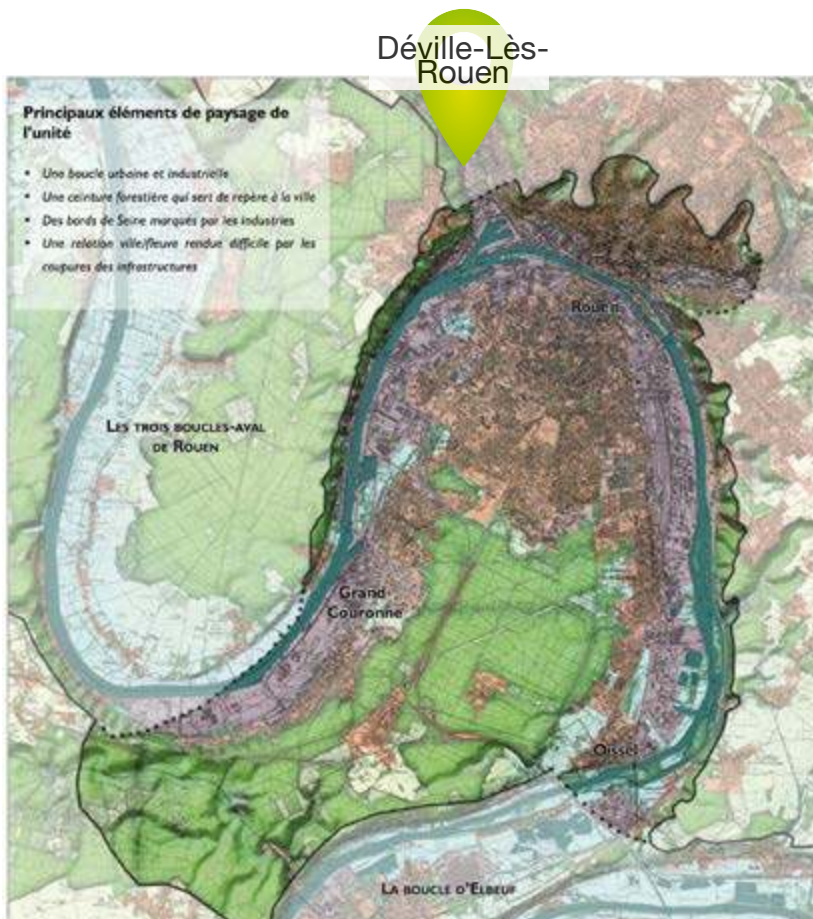 Déville-Lès-
Rouen
Principaux éléments de paysage de
l'unité
• Une boucle urbaine et industrielle
• Une ceinture forestière qui sert de repère à la ville
• Des bords de Seine marqués par les industries
• Une relation ville/fleuve rendue difficile par les
coupures des infrastructures
Rouen
LES TROIS BOUCLES-AVAL
DE ROUEN
Grand
Couronne
Oissel
LA BOUCLE D'ELBEUF